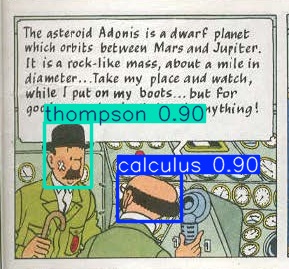 The asteroid Adonis is a dwarf planet
which orbits between Mars and Jupiter.
It is a rock-like mass, about a mile in
diameter... Take my place and watch,
while I put on my boots... but for
anything!
thompson 0.90
calculus 0.90